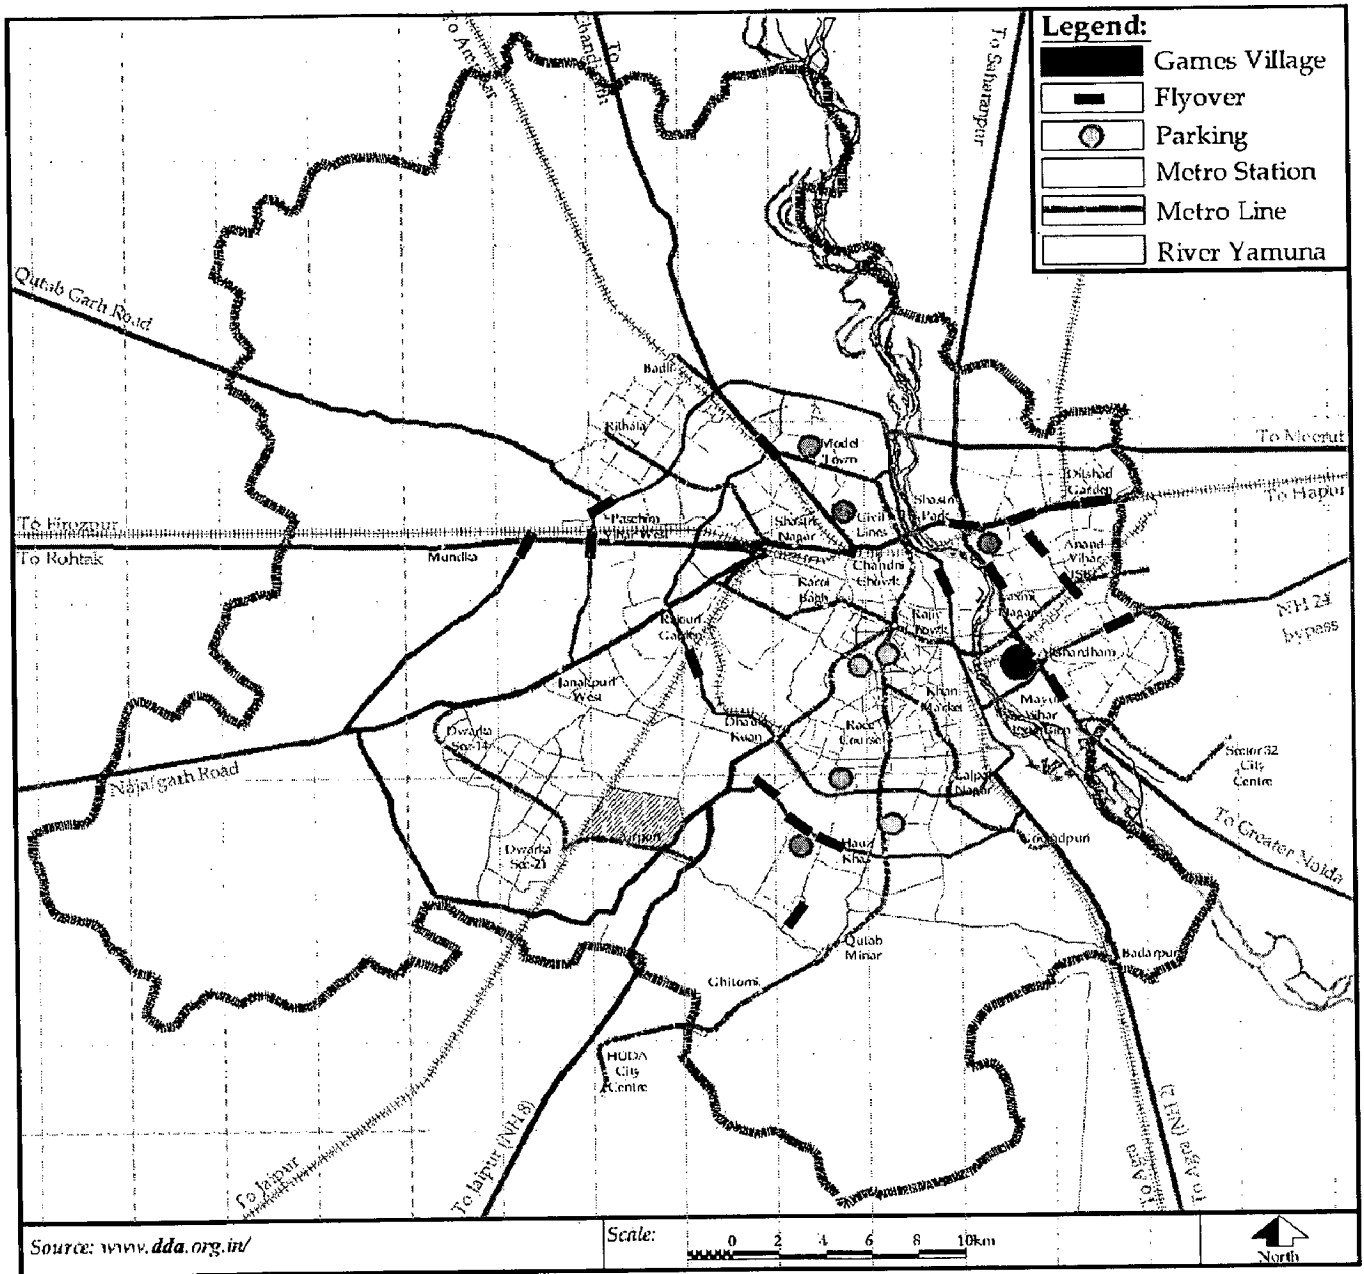 Legend:
Games Village
Flyover
Parking
Metro Station
Metro Line
River Yamuna
To
To Saharanpur
Qutab Garh Road
Badli
Rithala
Model
Town
To Meerut
Dilshad
Garden
To Hapur
To Firozpur
To Rohtak
Mundka
Paschim
Vihar West
Shastri
Nagar
Civil
Lines
Shastri
Park
Anand
Vihar
ISBT
Chandni
Chowk
Karol
Bagh
Rajiv
Chowk
Nagar
NH 24
bypass
Garden
Janakpuri
West
Khan
Market
Mayur
Vihar
Dhaula
Kuan
Race
Course
Dwarka
Sec-14
Najafgarh Road
Sector 32
City
Centre
Lajpat
Nagar
To Greater Noida
Airport
Dwarka
Sec-21
Hauz
Khas
Govindpuri
Qutab
Minar
Badarpur
Ghitorni
HUDA
City
Centre
To Jaipur
To Jaipur (NH 8)
To Agra
To Agra (NH 2)
Source: www.dda.org.in/
Scale:
0 2 4 6 8 10km
North